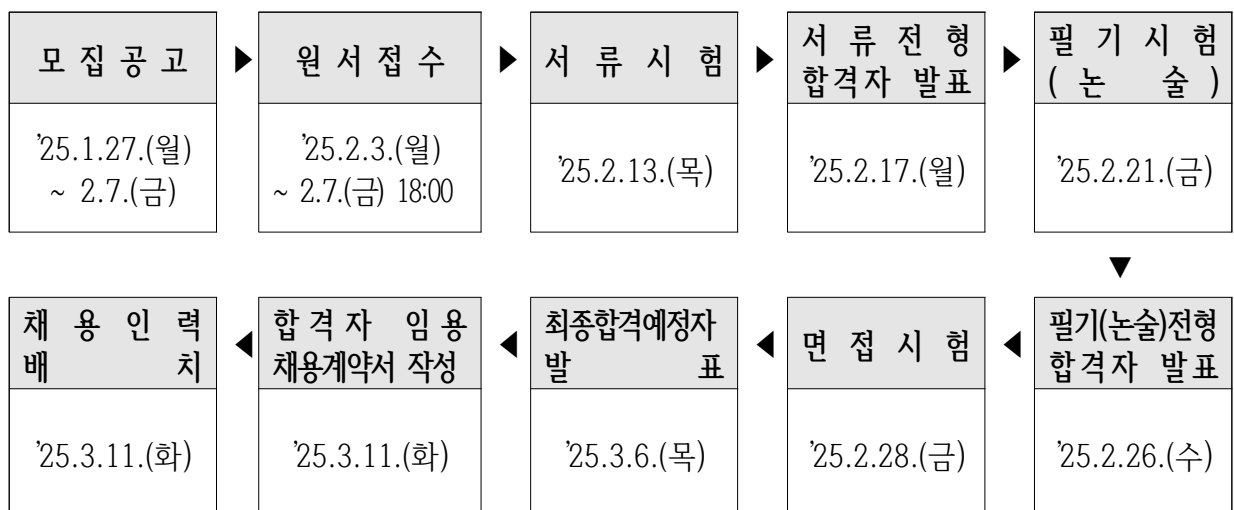 모집공고 ▶ 원서접수 ▶ 서류시험 ▶ 서류전형 합격자 발표 ▶ 필기시험 (논술)
'25.1.27.(월) ~ 2.7.(금)
'25.2.3.(월) ~ 2.7.(금) 18:00
'25.2.13.(목)
'25.2.17.(월)
'25.2.21.(금)
▼
채용인력 배치 ◀ 합격자 임용 채용계약서 작성 ◀ 최종합격예정자 발표 ◀ 면접시험 ◀ 필기(논술)전형 합격자 발표
'25.3.11.(화)
'25.3.11.(화)
'25.3.6.(목)
'25.2.28.(금)
'25.2.26.(수)